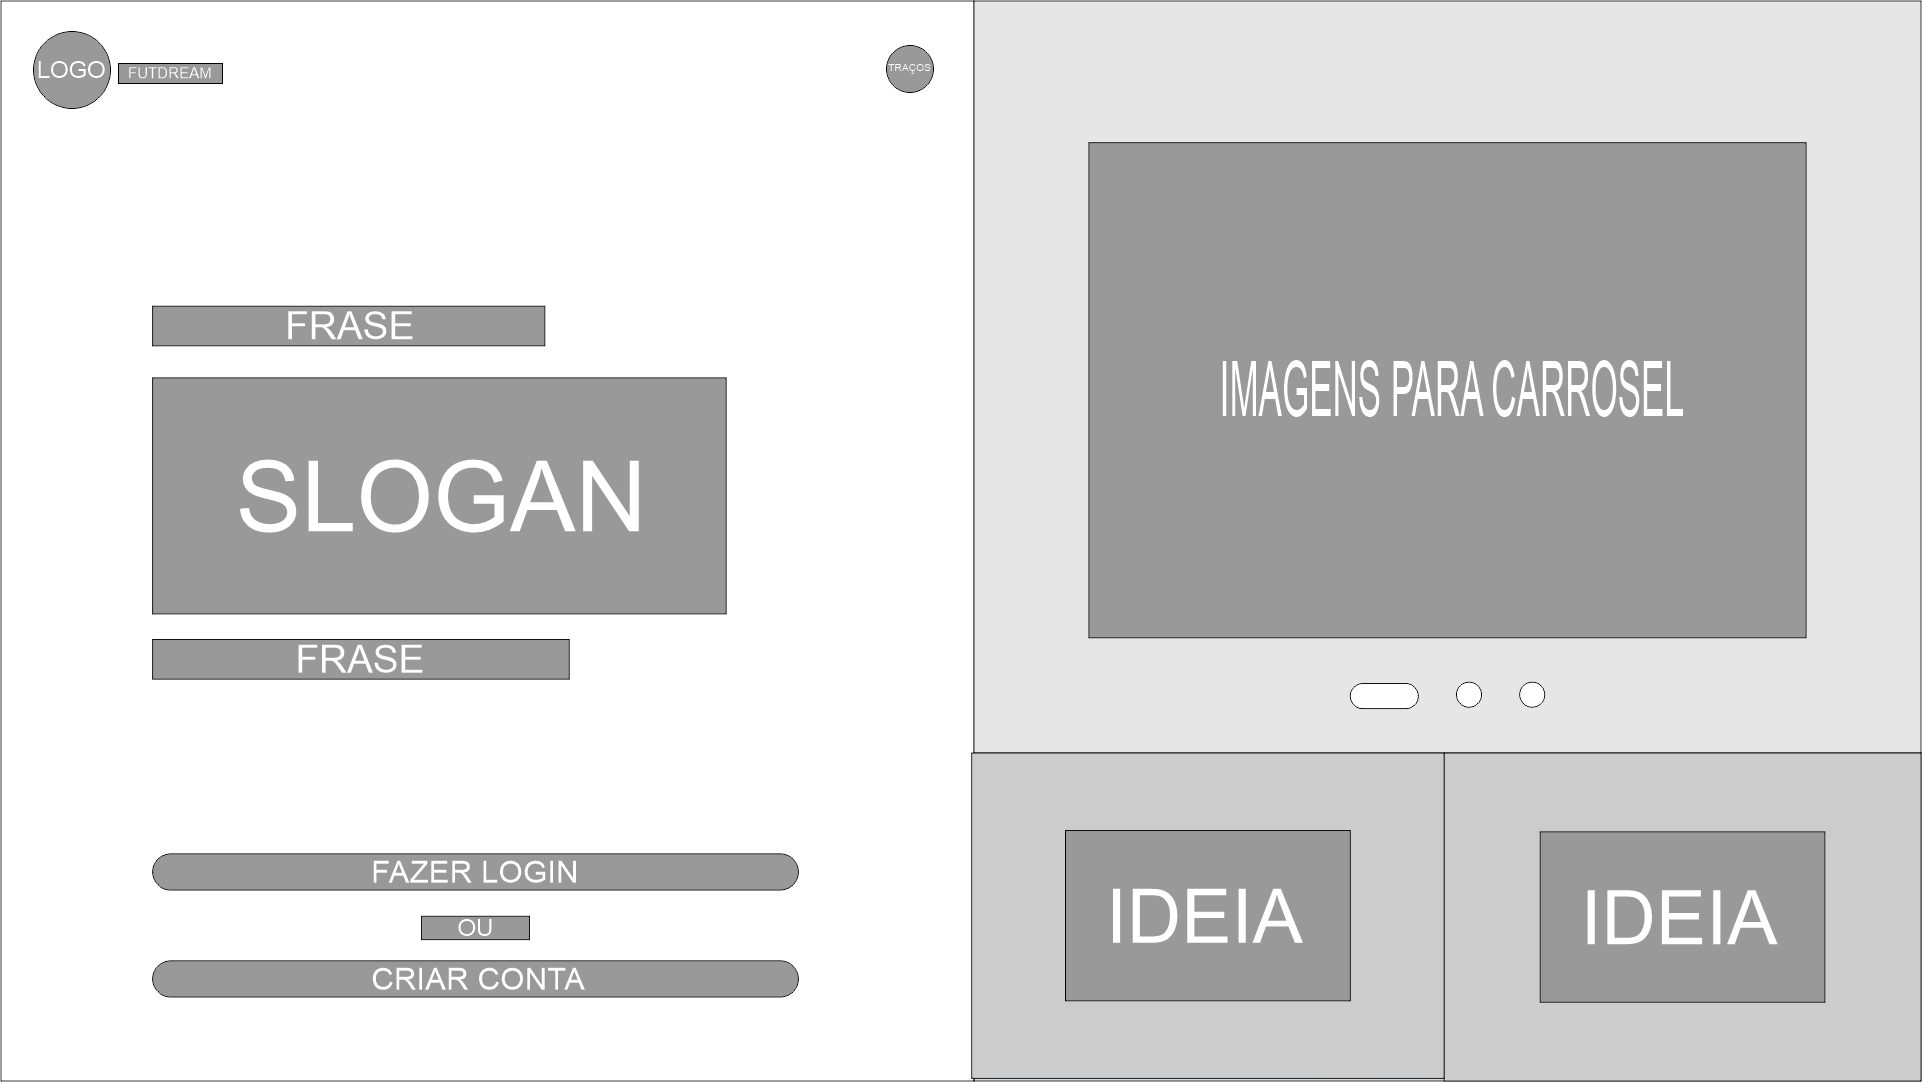 LOGO
FUTDREAM
TRAÇOS
FRASE
SLOGAN
FRASE
FAZER LOGIN
OU
CRIAR CONTA
IMAGENS PARA CARROSEL
IDEIA
IDEIA